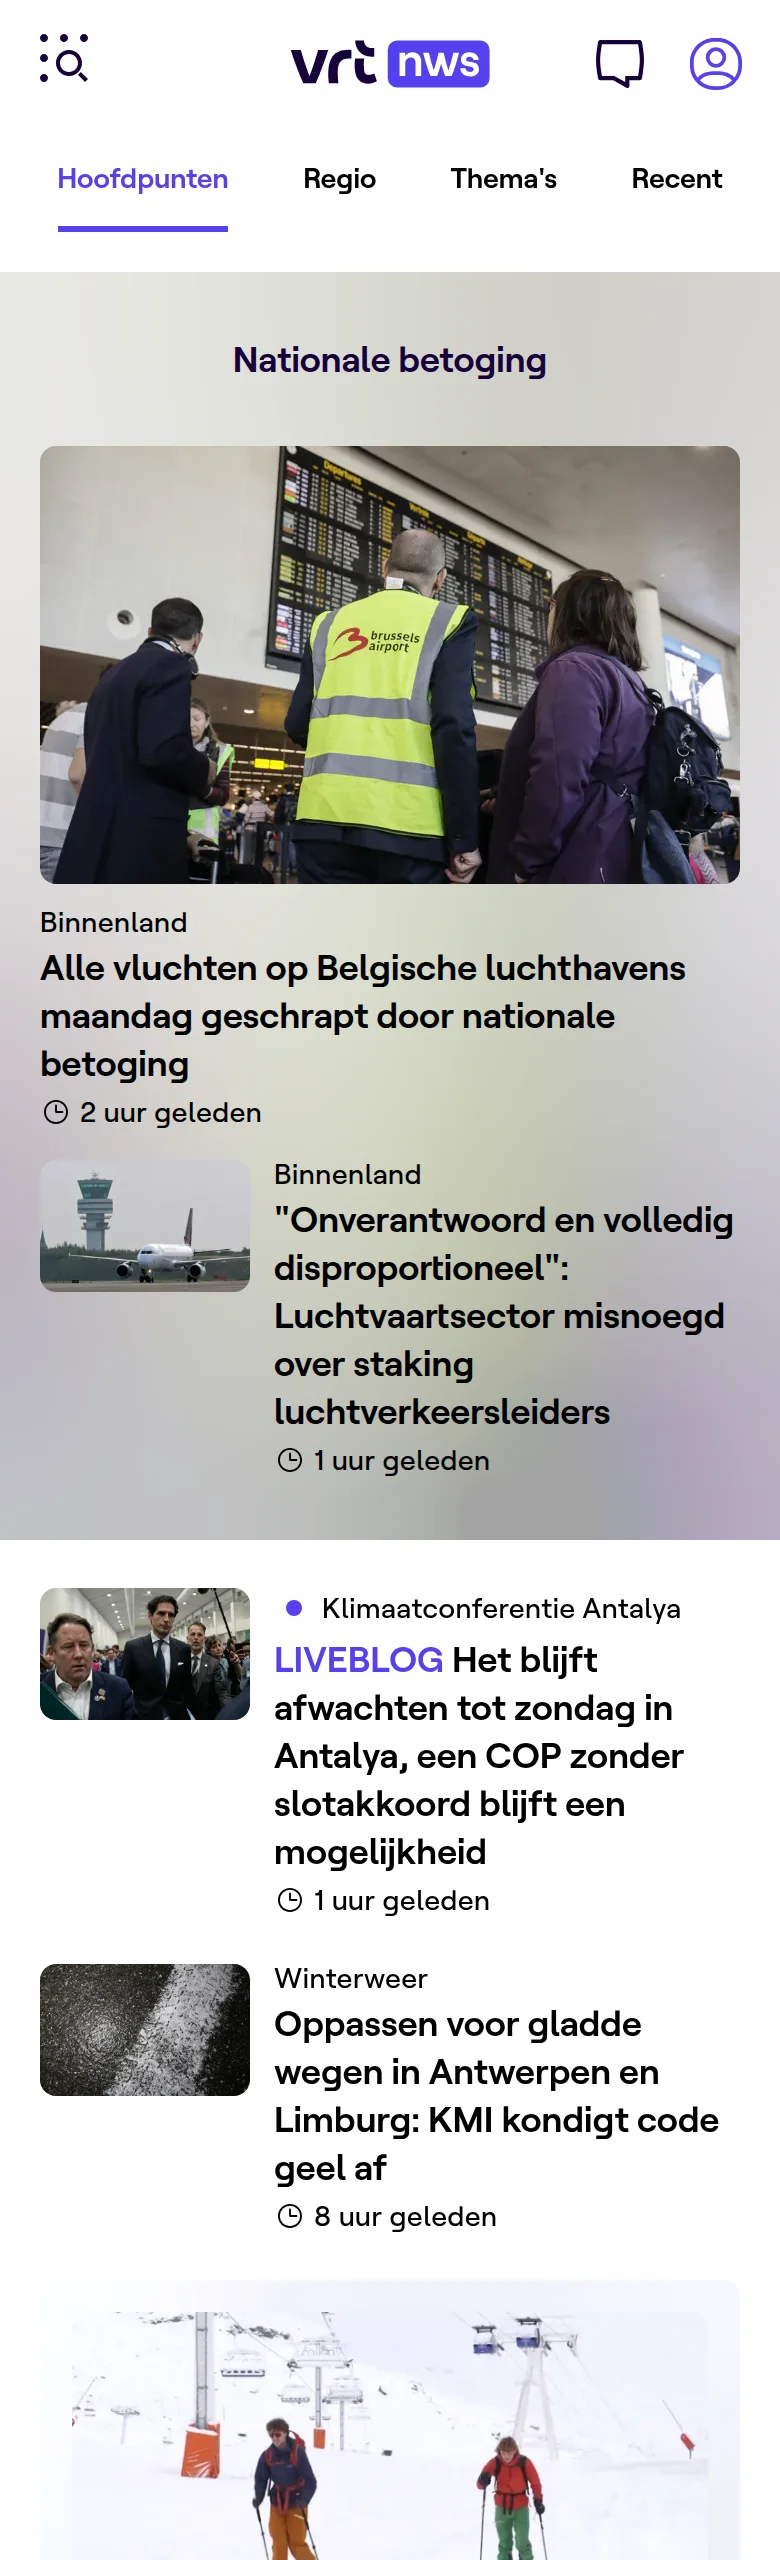 vrt nws
Hoofdpunten
Regio
Thema's
Recent
Nationale betoging
Departures
brussels
airport
Binnenland
Alle vluchten op Belgische luchthavens
maandag geschrapt door nationale
betoging
2 uur geleden
Binnenland
"Onverantwoord en volledig
disproportioneel":
Luchtvaartsector misnoegd
over staking
luchtverkeersleiders
1 uur geleden
Klimaatconferentie Antalya
LIVEBLOG Het blijft
afwachten tot zondag in
Antalya, een COP zonder
slotakkoord blijft een
mogelijkheid
1 uur geleden
Winterweer
Oppassen voor gladde
wegen in Antwerpen en
Limburg: KMI kondigt code
geel af
8 uur geleden